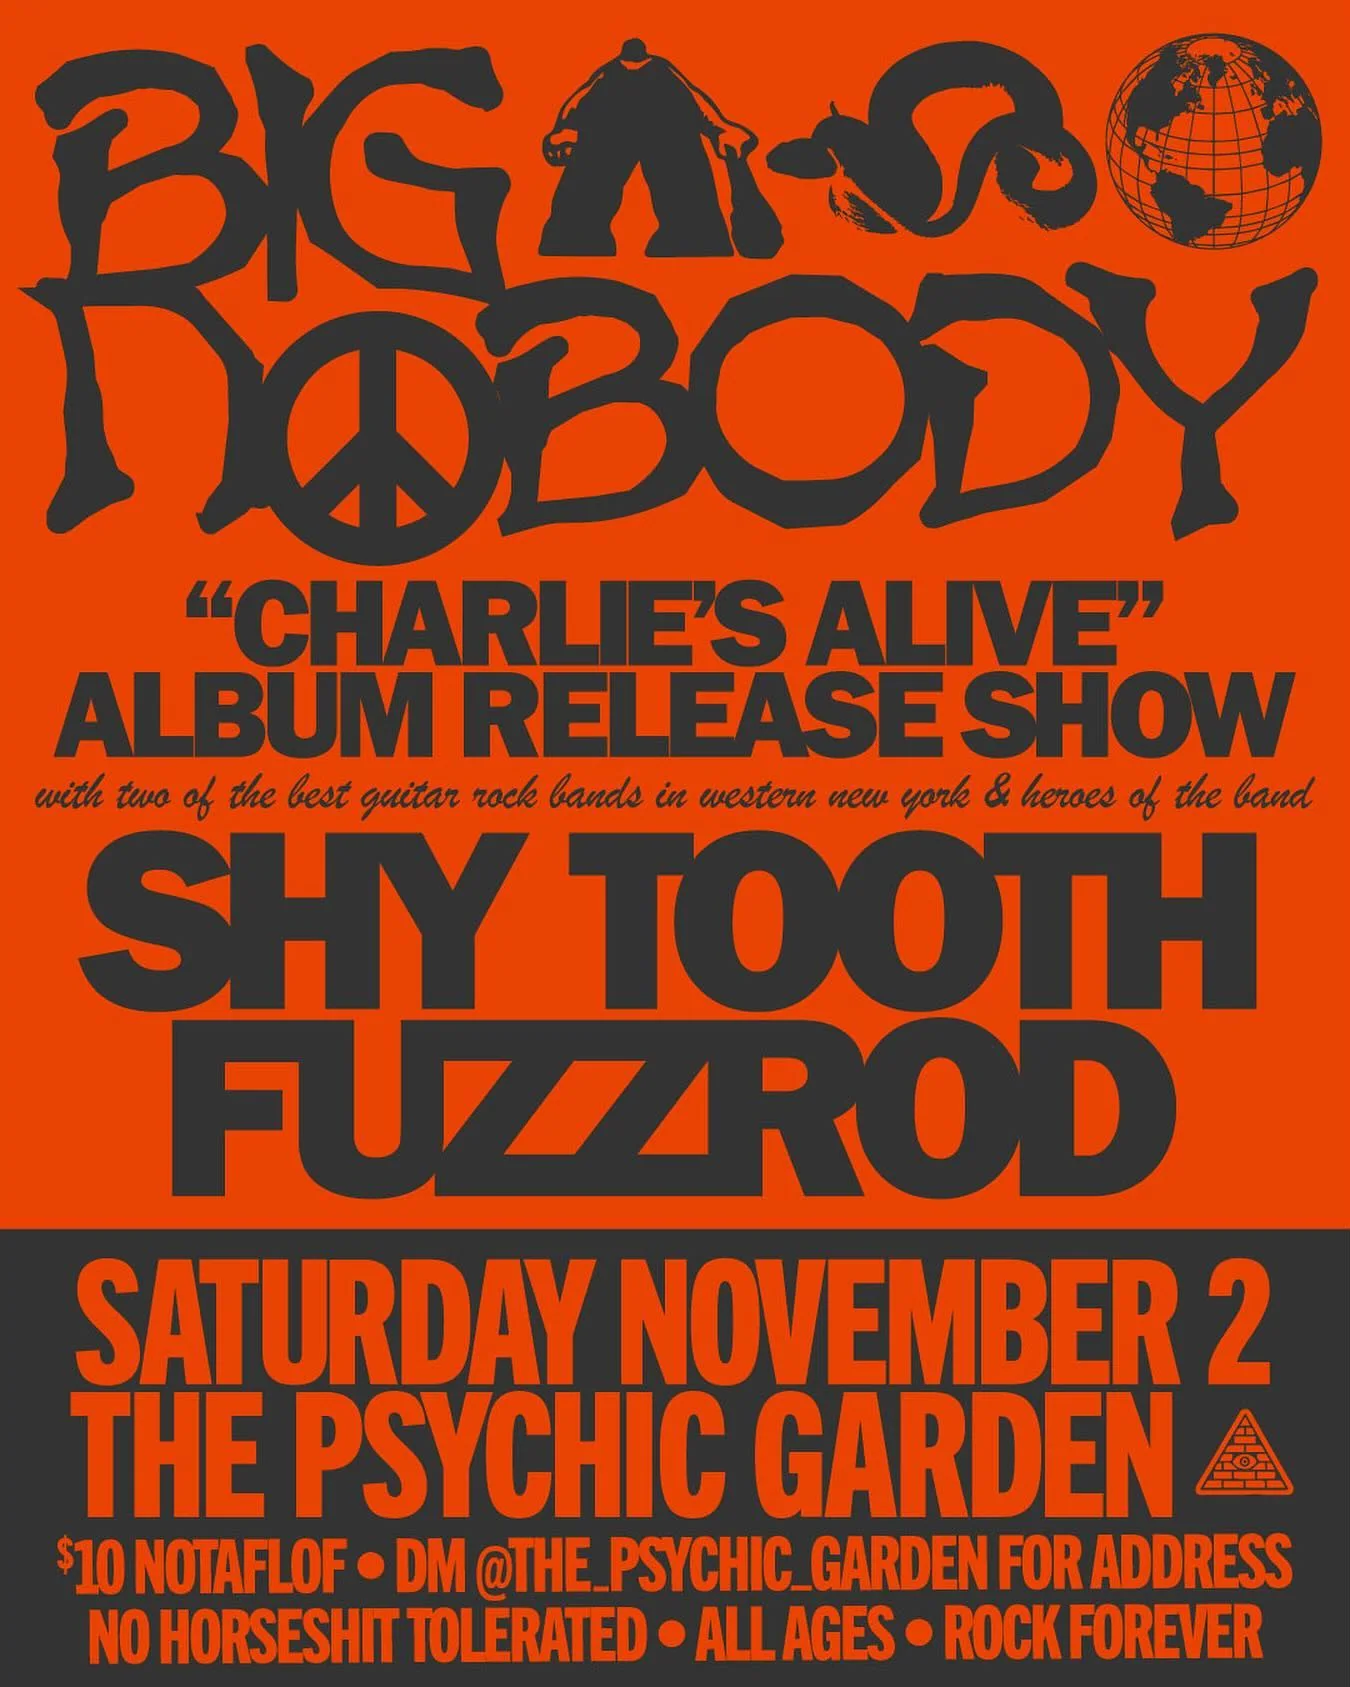 BIG
NOBODY
“CHARLIE’S ALIVE”
ALBUM RELEASE SHOW
with two of the best guitar rock bands in western new york & heroes of the band
SHY TOOTH
FUZZROD
SATURDAY NOVEMBER 2
THE PSYCHIC GARDEN
$10 NOTAFLOF • DM @THE_PSYCHIC_GARDEN FOR ADDRESS
NO HORSESHIT TOLERATED • ALL AGES • ROCK FOREVER